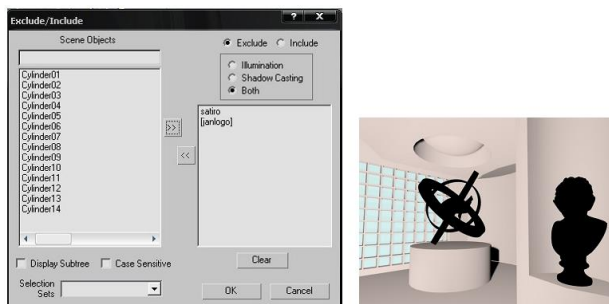 Exclude/Include
? X
Scene Objects
Exclude
Include
Illumination
Shadow Casting
Both
Cylinder01
Cylinder02
Cylinder03
Cylinder04
Cylinder05
Cylinder06
Cylinder07
Cylinder08
Cylinder09
Cylinder10
Cylinder11
Cylinder12
Cylinder13
Cylinder14
>>
<<
satiro
[janlogo]
Display Subtree
Case Sensitive
Clear
Selection
Sets
OK
Cancel